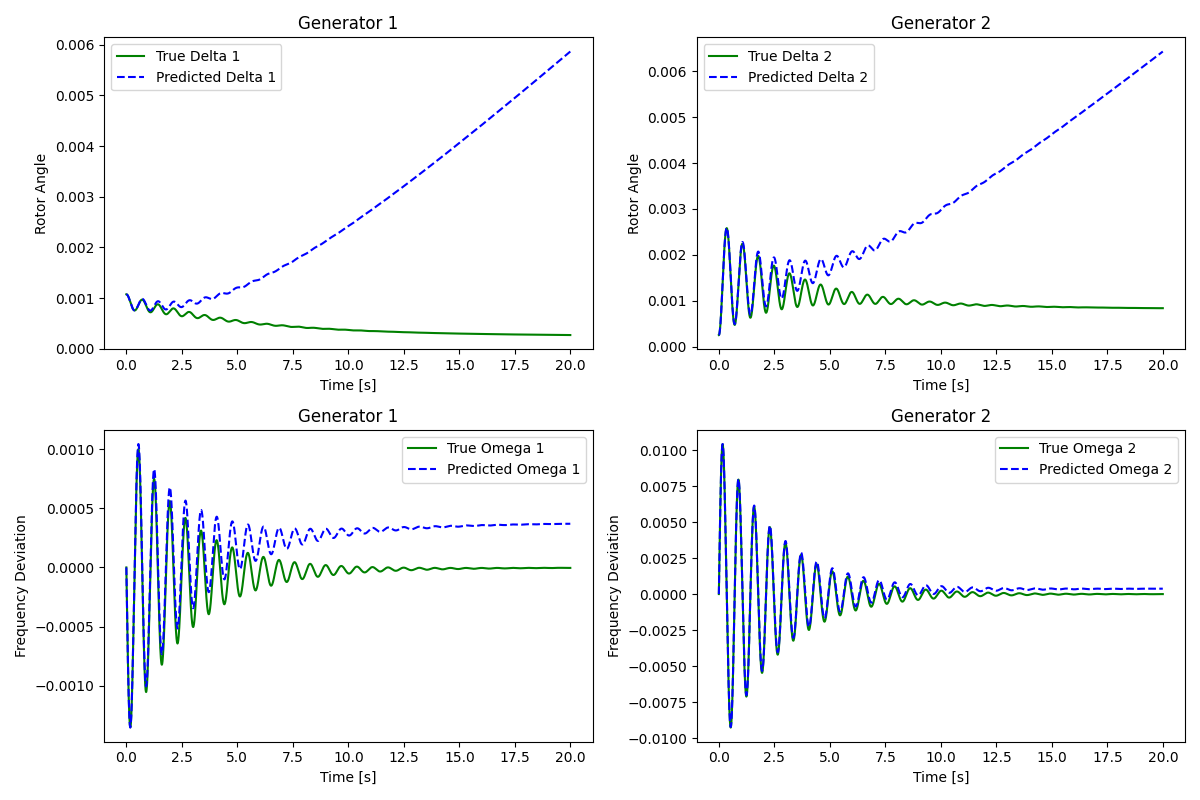 Generator 1
True Delta 1
Predicted Delta 1
Rotor Angle
0.006
0.005
0.004
0.003
0.002
0.001
0.000
0.0 2.5 5.0 7.5 10.0 12.5 15.0 17.5 20.0
Time [s]
Generator 2
True Delta 2
Predicted Delta 2
Rotor Angle
0.006
0.005
0.004
0.003
0.002
0.001
0.000
0.0 2.5 5.0 7.5 10.0 12.5 15.0 17.5 20.0
Time [s]
Generator 1
True Omega 1
Predicted Omega 1
Frequency Deviation
0.0010
0.0005
0.0000
−0.0005
−0.0010
0.0 2.5 5.0 7.5 10.0 12.5 15.0 17.5 20.0
Time [s]
Generator 2
True Omega 2
Predicted Omega 2
Frequency Deviation
0.0100
0.0075
0.0050
0.0025
0.0000
−0.0025
−0.0050
−0.0075
−0.0100
0.0 2.5 5.0 7.5 10.0 12.5 15.0 17.5 20.0
Time [s]